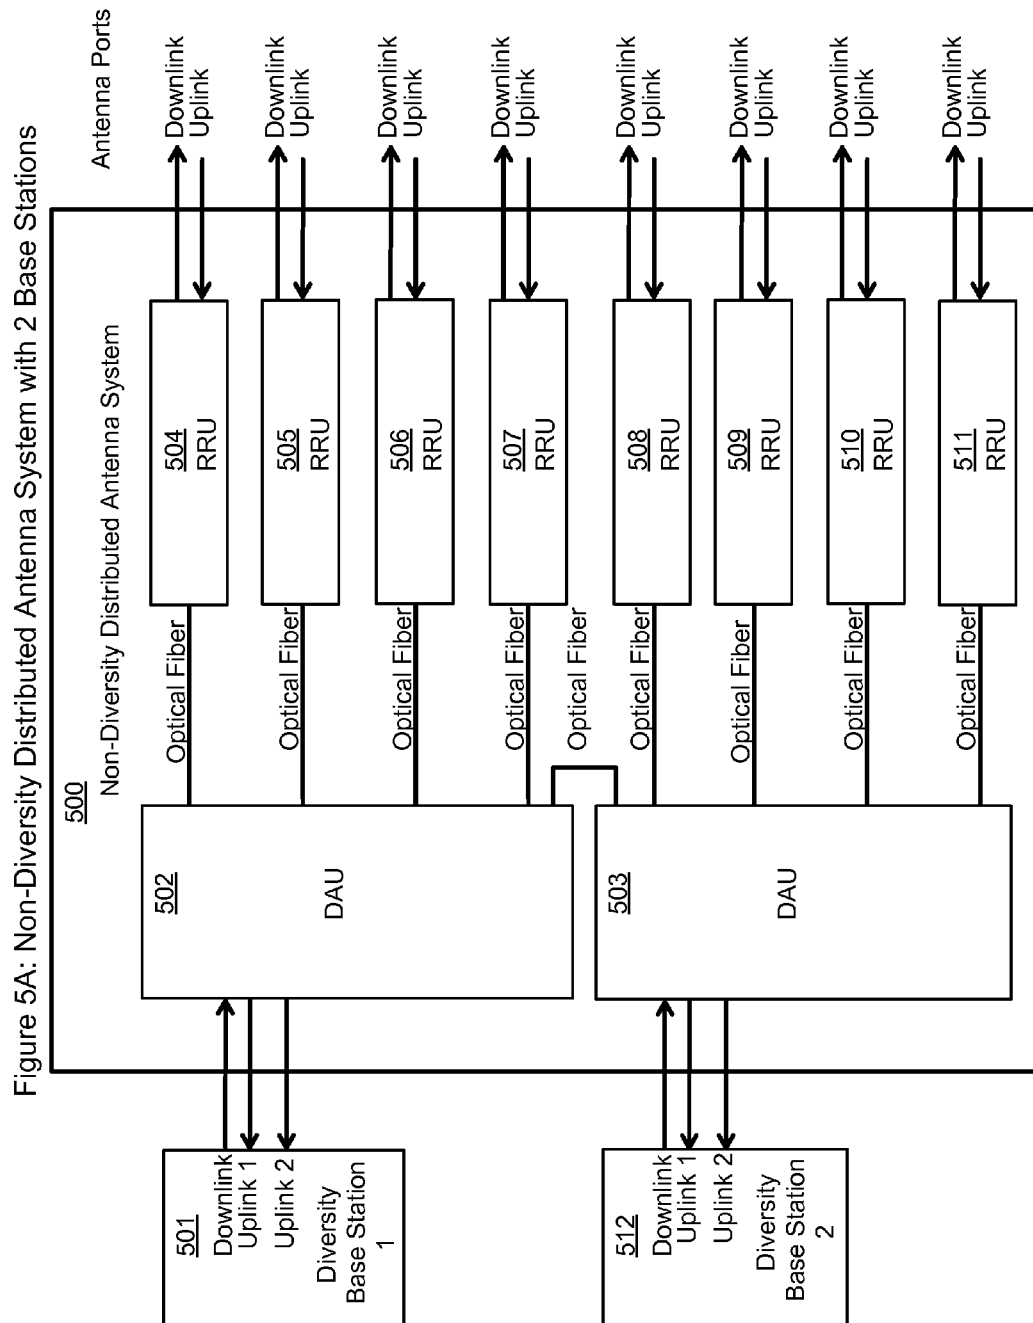 Figure 5A: Non-Diversity Distributed Antenna System with 2 Base Stations
Antenna Ports
500
Non-Diversity Distributed Antenna System
501
Downlink
Uplink 1
Uplink 2
Diversity
Base Station
1
502
DAU
Optical Fiber
504
RRU
Downlink
Uplink
Optical Fiber
505
RRU
Downlink
Uplink
Optical Fiber
506
RRU
Downlink
Uplink
Optical Fiber
507
RRU
Downlink
Uplink
Optical Fiber
512
Downlink
Uplink 1
Uplink 2
Diversity
Base Station
2
503
DAU
Optical Fiber
508
RRU
Downlink
Uplink
Optical Fiber
509
RRU
Downlink
Uplink
Optical Fiber
510
RRU
Downlink
Uplink
Optical Fiber
511
RRU
Downlink
Uplink